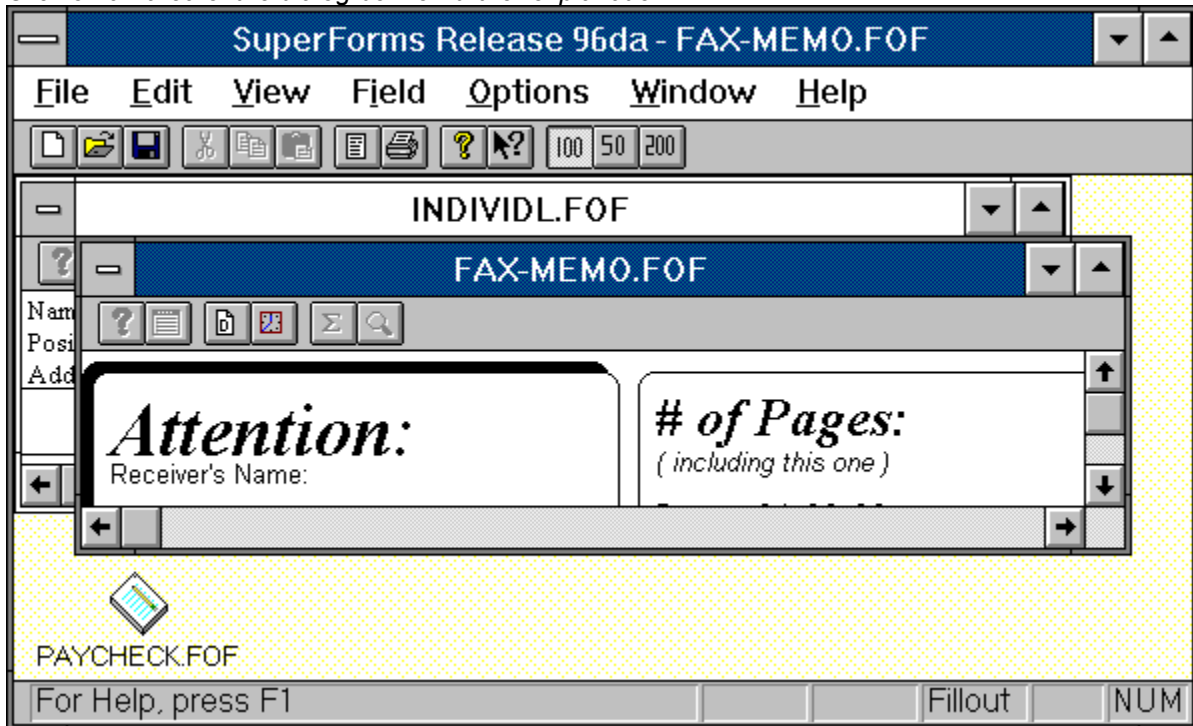 SuperForms Release 96da - FAX-MEMO.FOF
File Edit View Field Options Window Help
100 50 200
INDIVIDL.FOF
FAX-MEMO.FOF
Attention:
Receiver's Name:
# of Pages:
( including this one )
PAYCHECK.FOF
For Help, press F1 Fillout NUM